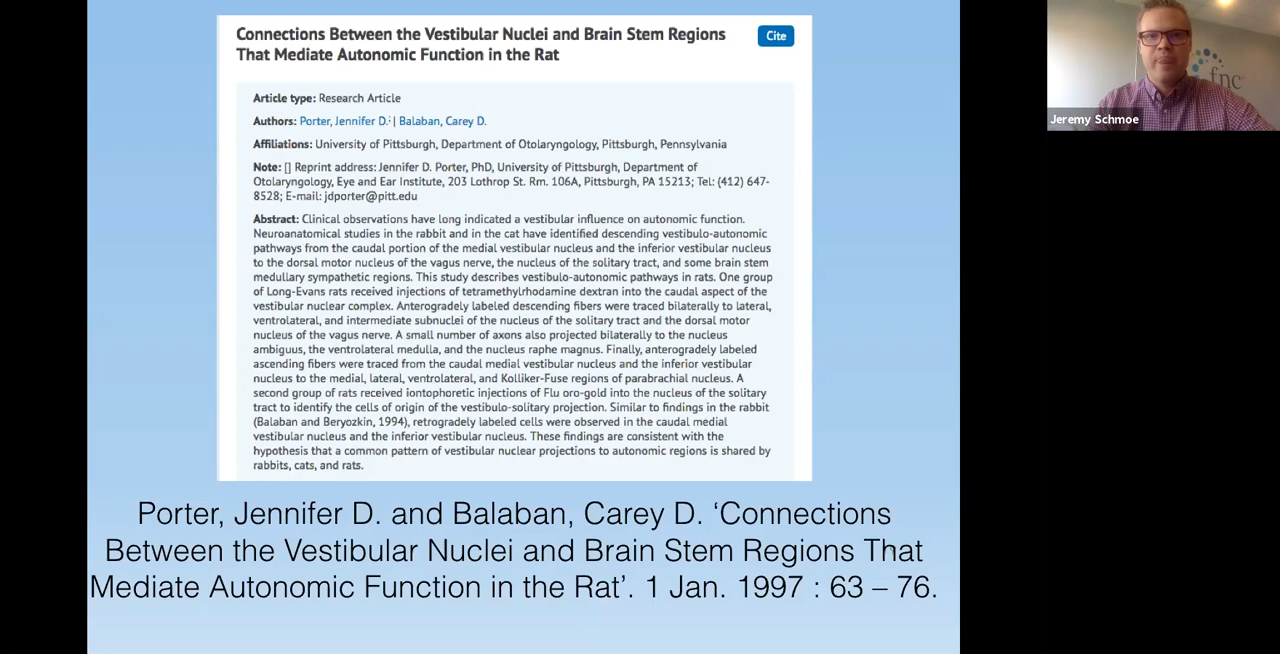 Connections Between the Vestibular Nuclei and Brain Stem Regions
That Mediate Autonomic Function in the Rat
Cite
Article type: Research Article
Authors: Porter, Jennifer D.; | Balaban, Carey D.
Affiliations: University of Pittsburgh, Department of Otolaryngology, Pittsburgh, Pennsylvania
Note: [] Reprint address: Jennifer D. Porter, PhD, University of Pittsburgh, Department of
Otolaryngology, Eye and Ear Institute, 203 Lothrop St. Rm. 106A, Pittsburgh, PA 15213; Tel: (412) 647-
8528; E-mail: jdporter@pitt.edu
Abstract: Clinical observations have long indicated a vestibular influence on autonomic function.
Neuroanatomical studies in the rabbit and in the cat have identified descending vestibulo-autonomic
pathways from the caudal portion of the medial vestibular nucleus and the inferior vestibular nucleus
to the dorsal motor nucleus of the vagus nerve, the nucleus of the solitary tract, and some brain stem
medullary sympathetic regions. This study describes vestibulo-autonomic pathways in rats. One group
of Long-Evans rats received injections of tetramethylrhodamine dextran into the caudal aspect of the
vestibular nuclear complex. Anterogradely labeled descending fibers were traced bilaterally to lateral,
ventrolateral, and intermediate subnuclei of the nucleus of the solitary tract and the dorsal motor
nucleus of the vagus nerve. A small number of axons also projected bilaterally to the nucleus
ambiguus, the ventrolateral medulla, and the nucleus raphe magnus. Finally, anterogradely labeled
ascending fibers were traced from the caudal medial vestibular nucleus and the inferior vestibular
nucleus to the medial, lateral, ventrolateral, and Kolliker-Fuse regions of parabrachial nucleus. A
second group of rats received iontophoretic injections of Flu oro-gold into the nucleus of the solitary
tract to identify the cells of origin of the vestibulo-solitary projection. Similar to findings in the rabbit
(Balaban and Beryozkin, 1994), retrogradely labeled cells were observed in the caudal medial
vestibular nucleus and the inferior vestibular nucleus. These findings are consistent with the
hypothesis that a common pattern of vestibular nuclear projections to autonomic regions is shared by
rabbits, cats, and rats.
Porter, Jennifer D. and Balaban, Carey D. ‘Connections
Between the Vestibular Nuclei and Brain Stem Regions That
Mediate Autonomic Function in the Rat’. 1 Jan. 1997 : 63 – 76.
fnc
Jeremy Schmoe